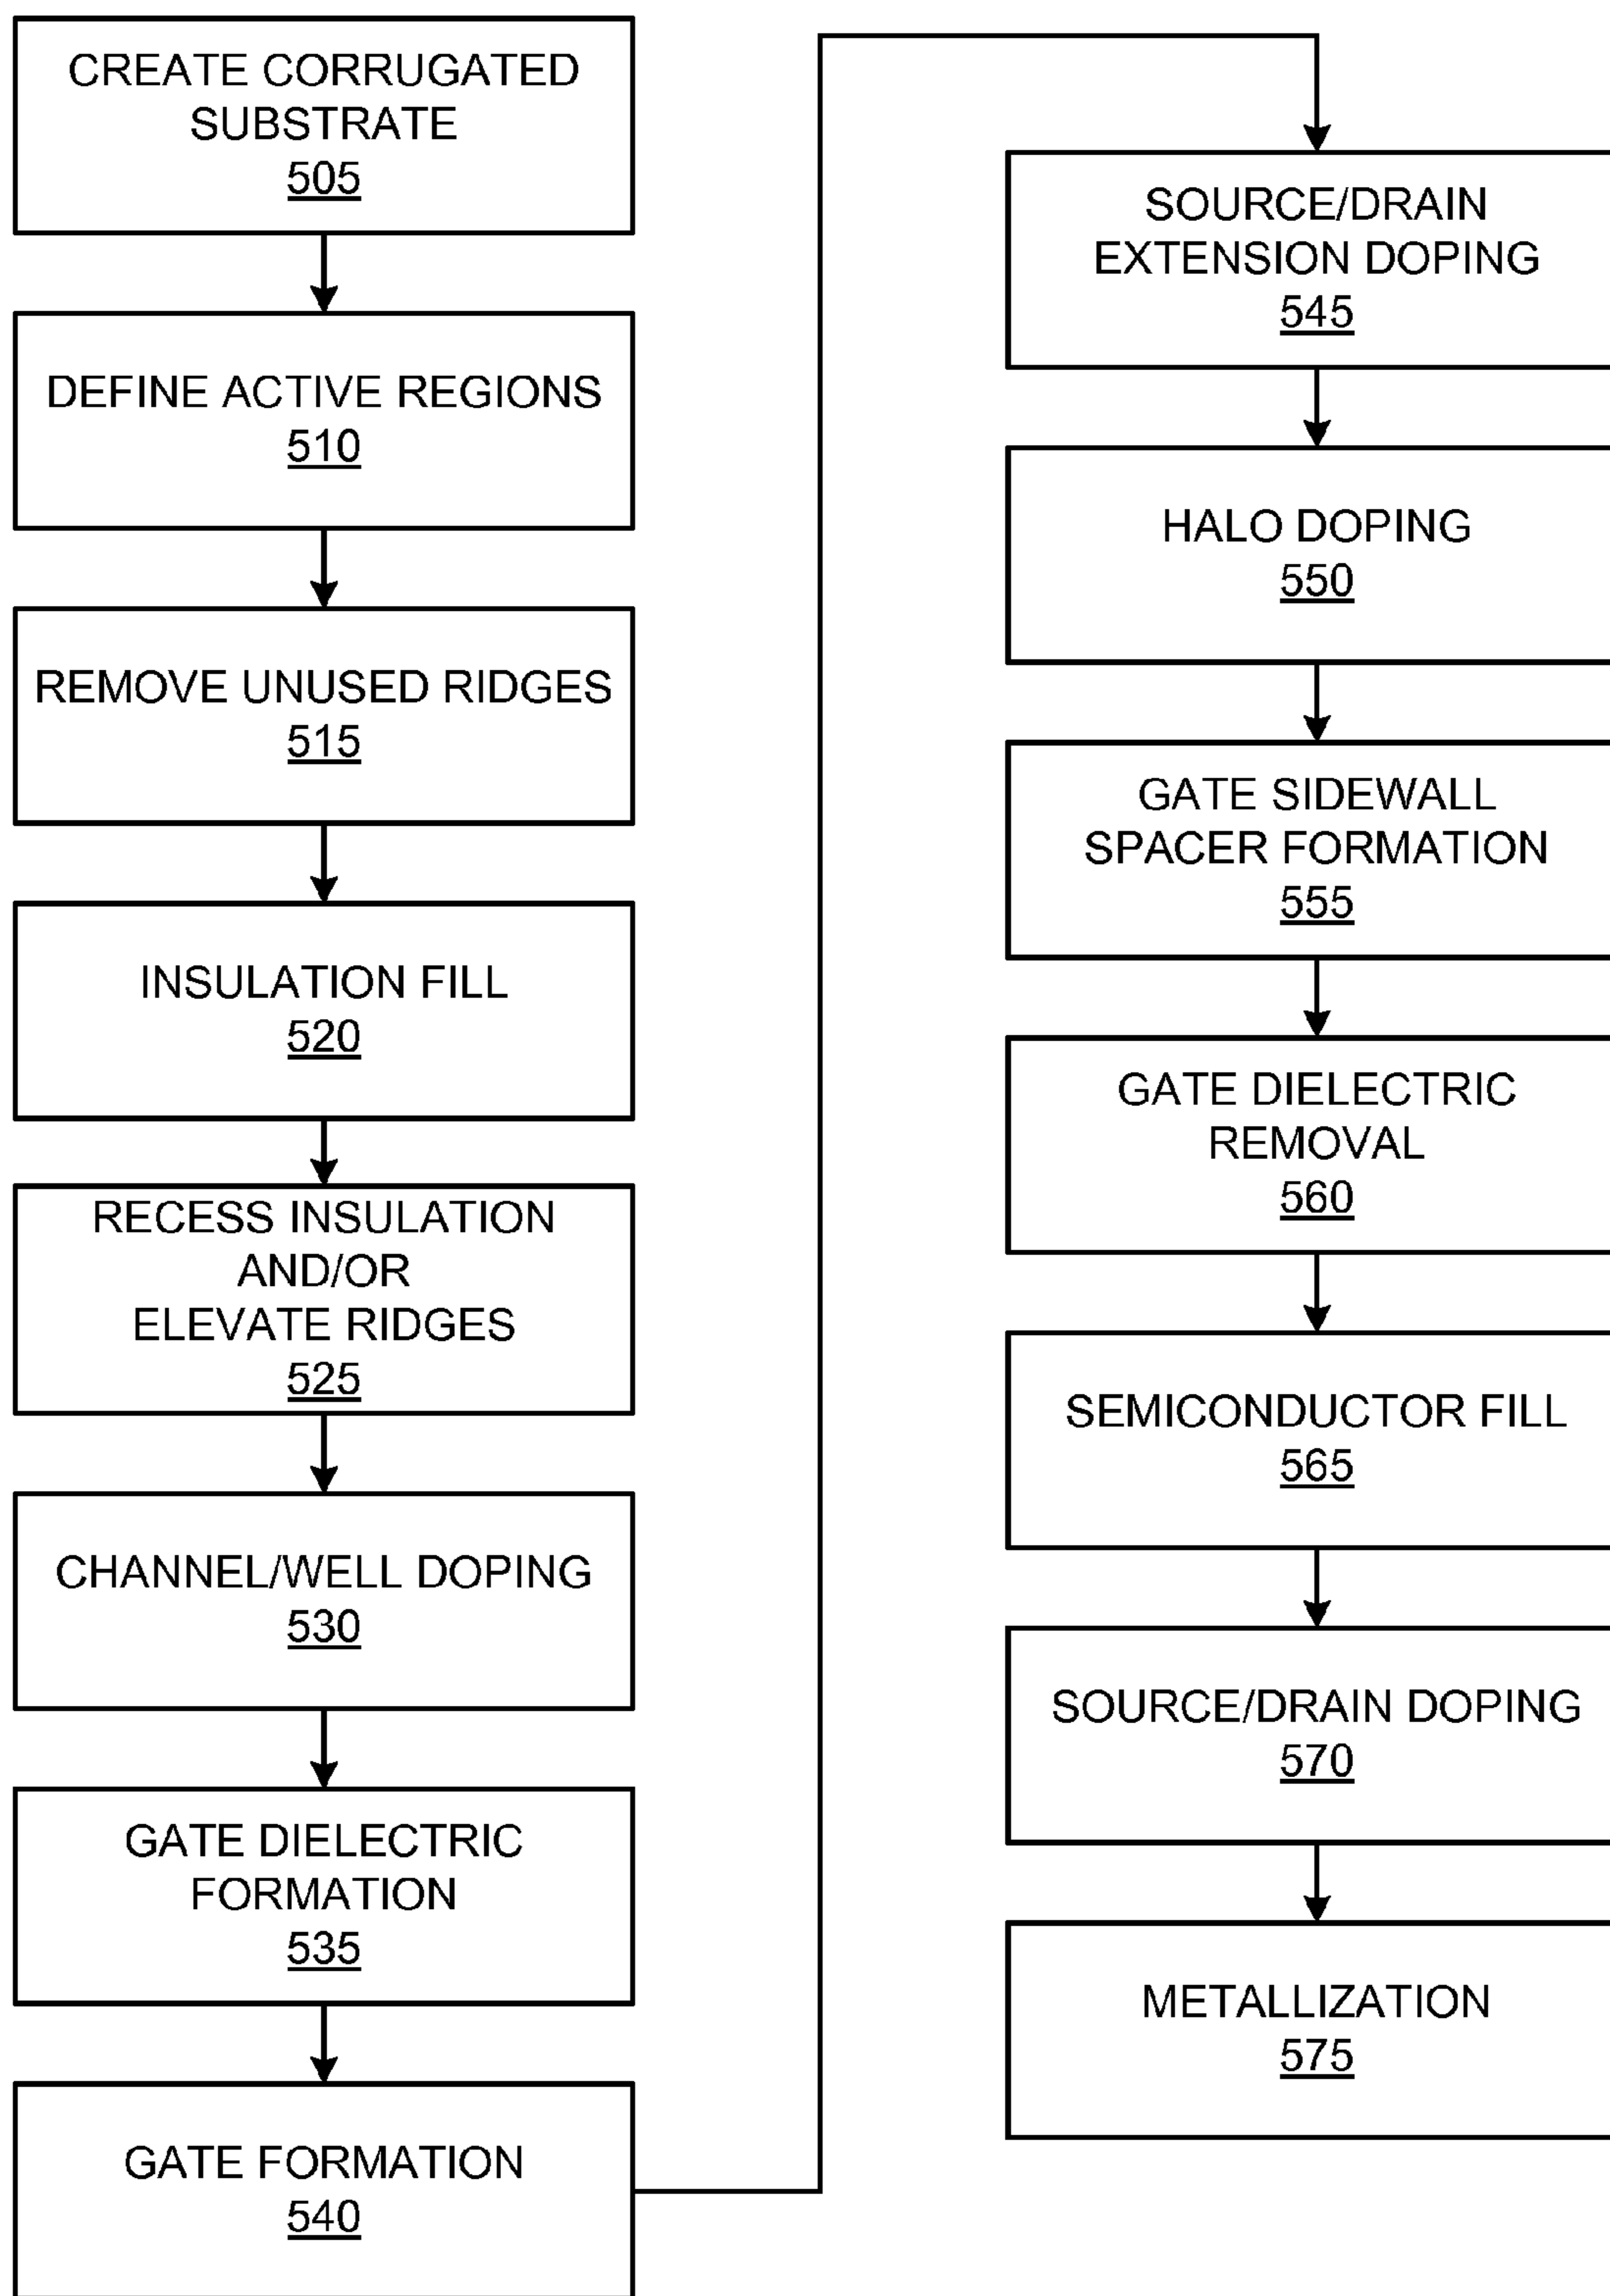 CREATE CORRUGATED
SUBSTRATE
505
DEFINE ACTIVE REGIONS
510
REMOVE UNUSED RIDGES
515
INSULATION FILL
520
RECESS INSULATION
AND/OR
ELEVATE RIDGES
525
CHANNEL/WELL DOPING
530
GATE DIELECTRIC
FORMATION
535
GATE FORMATION
540
SOURCE/DRAIN
EXTENSION DOPING
545
HALO DOPING
550
GATE SIDEWALL
SPACER FORMATION
555
GATE DIELECTRIC
REMOVAL
560
SEMICONDUCTOR FILL
565
SOURCE/DRAIN DOPING
570
METALLIZATION
575